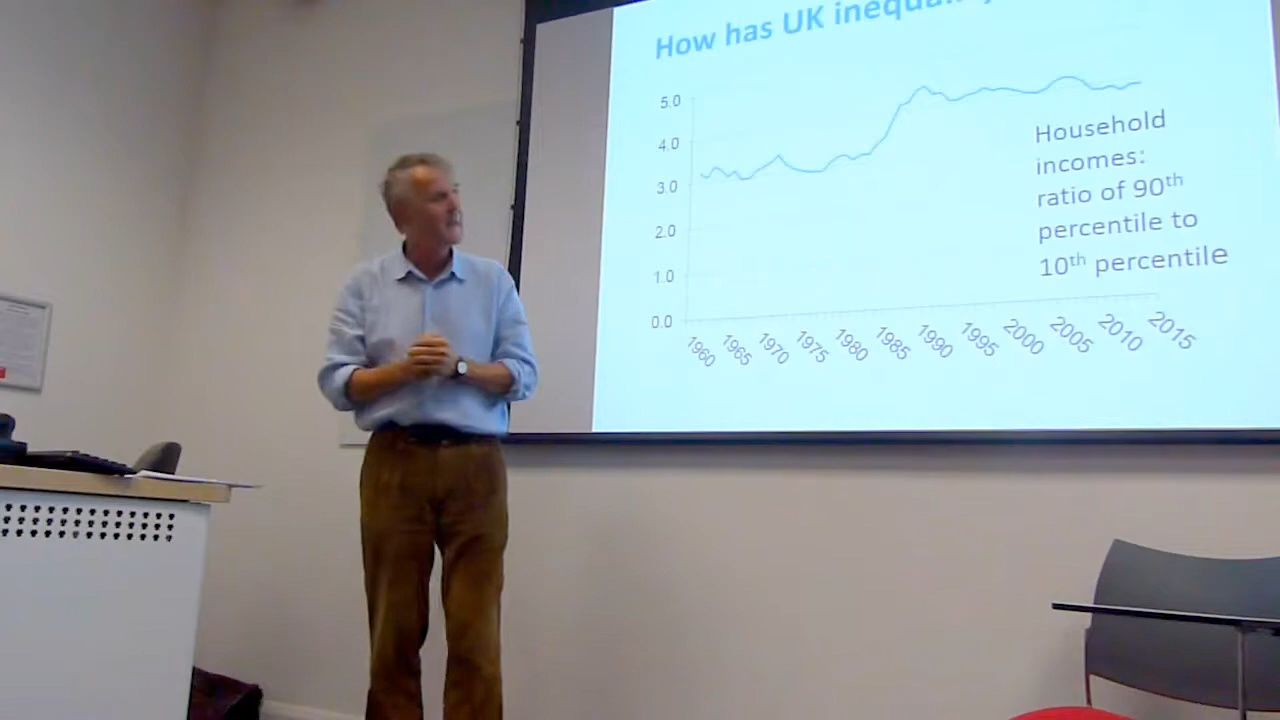 How has UK
5.0
4.0
3.0
2.0
1.0
0.0
1960 1965 1970 1975 1980 1985 1990 1995 2000 2005 2010 2015
Household
incomes:
ratio of 90th
percentile to
10th percentile